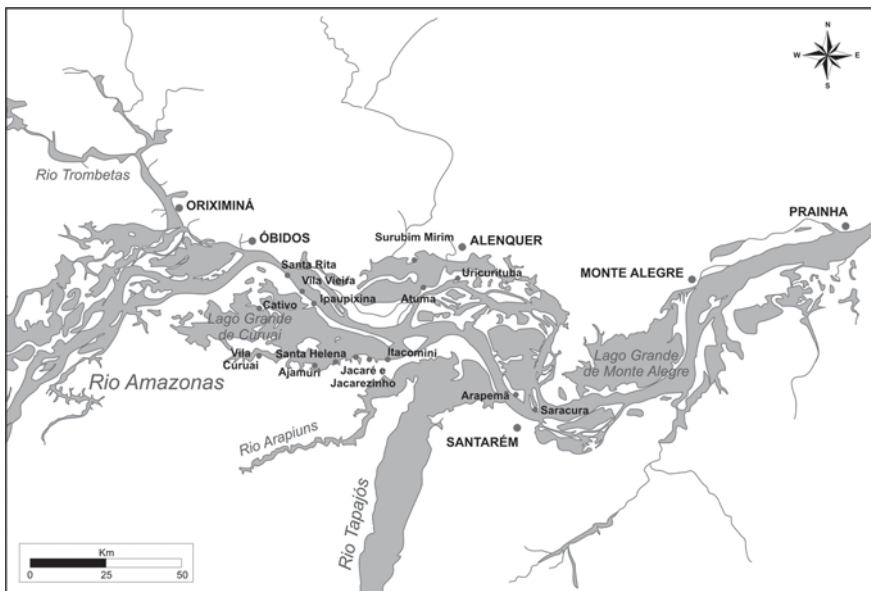 N
W E
S
Rio Trombetas
ORIXIMINÁ
ÓBIDOS
PRAINHA
Surubim Mirim
ALENQUER
Santa Rita
Vila Vieira
Uricurituba
MONTE ALEGRE
Cativo
Ipaupixina
Atuma
Lago Grande
de Curuai
Vila
Curuai
Santa Helena
Itacomini
Ajamuri
Jacaré e
Jacarezinho
Lago Grande
de Monte Alegre
Rio Amazonas
Arapemã
Saracura
SANTARÉM
Rio Arapiuns
Rio Tapajós
Km
0 25 50